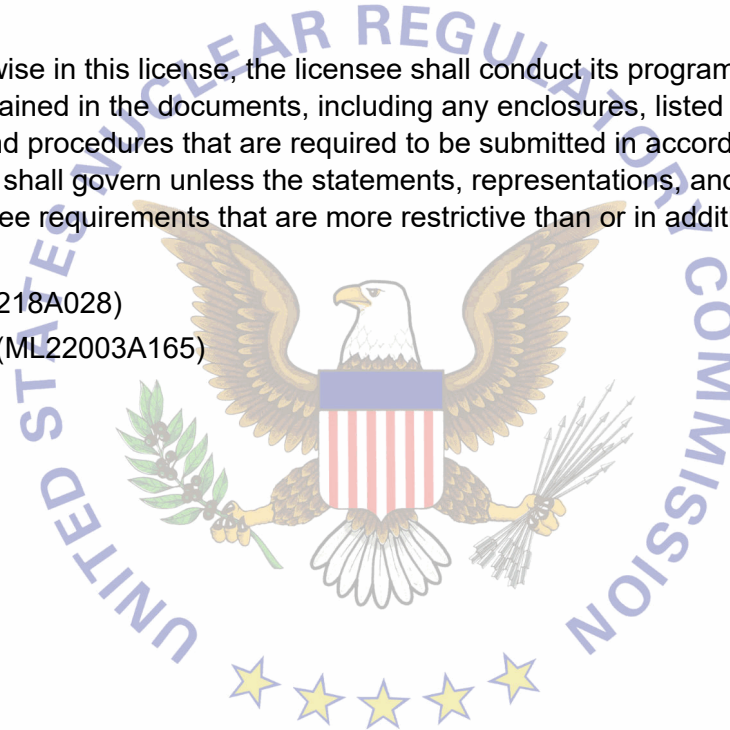 UNITED STATES NUCLEAR REGULATORY COMMISSION
wise in this license, the licensee shall conduct its program
ained in the documents, including any enclosures, listed
nd procedures that are required to be submitted in accord
shall govern unless the statements, representations, and
ee requirements that are more restrictive than or in additi
218A028)
(ML22003A165)